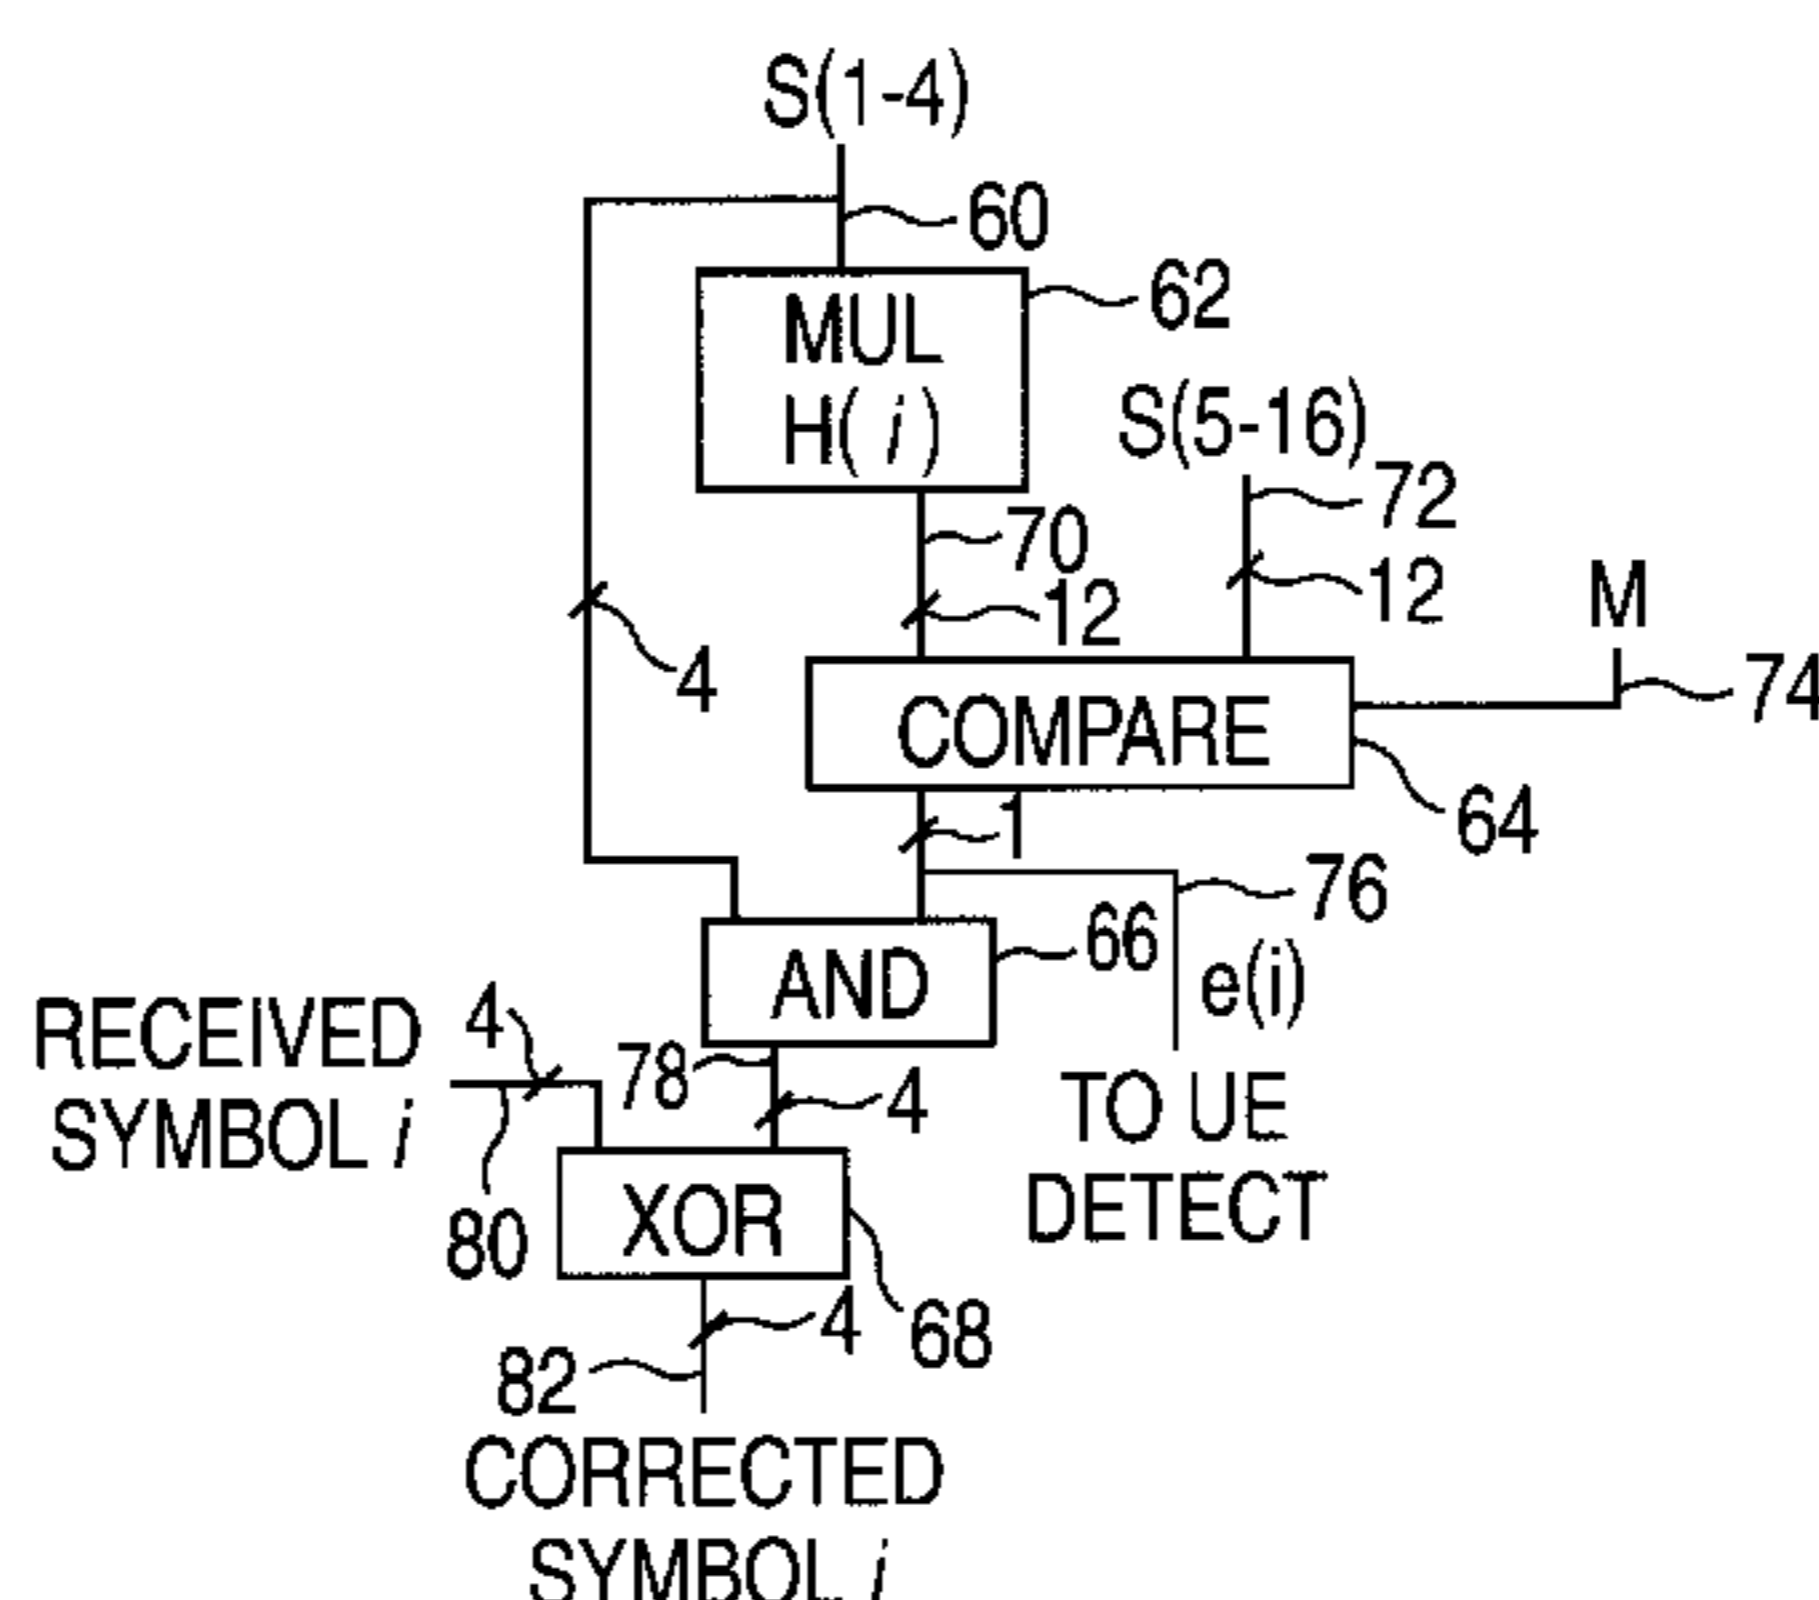 S(1-4)
60
MUL
H( i )
62
S(5-16)
72
70
12
12
M
4
74
COMPARE
64
1
76
AND
66
e(i)
RECEIVED
SYMBOL i
4
78
4
TO UE
DETECT
80
XOR
4
68
82
CORRECTED
SYMBOL i